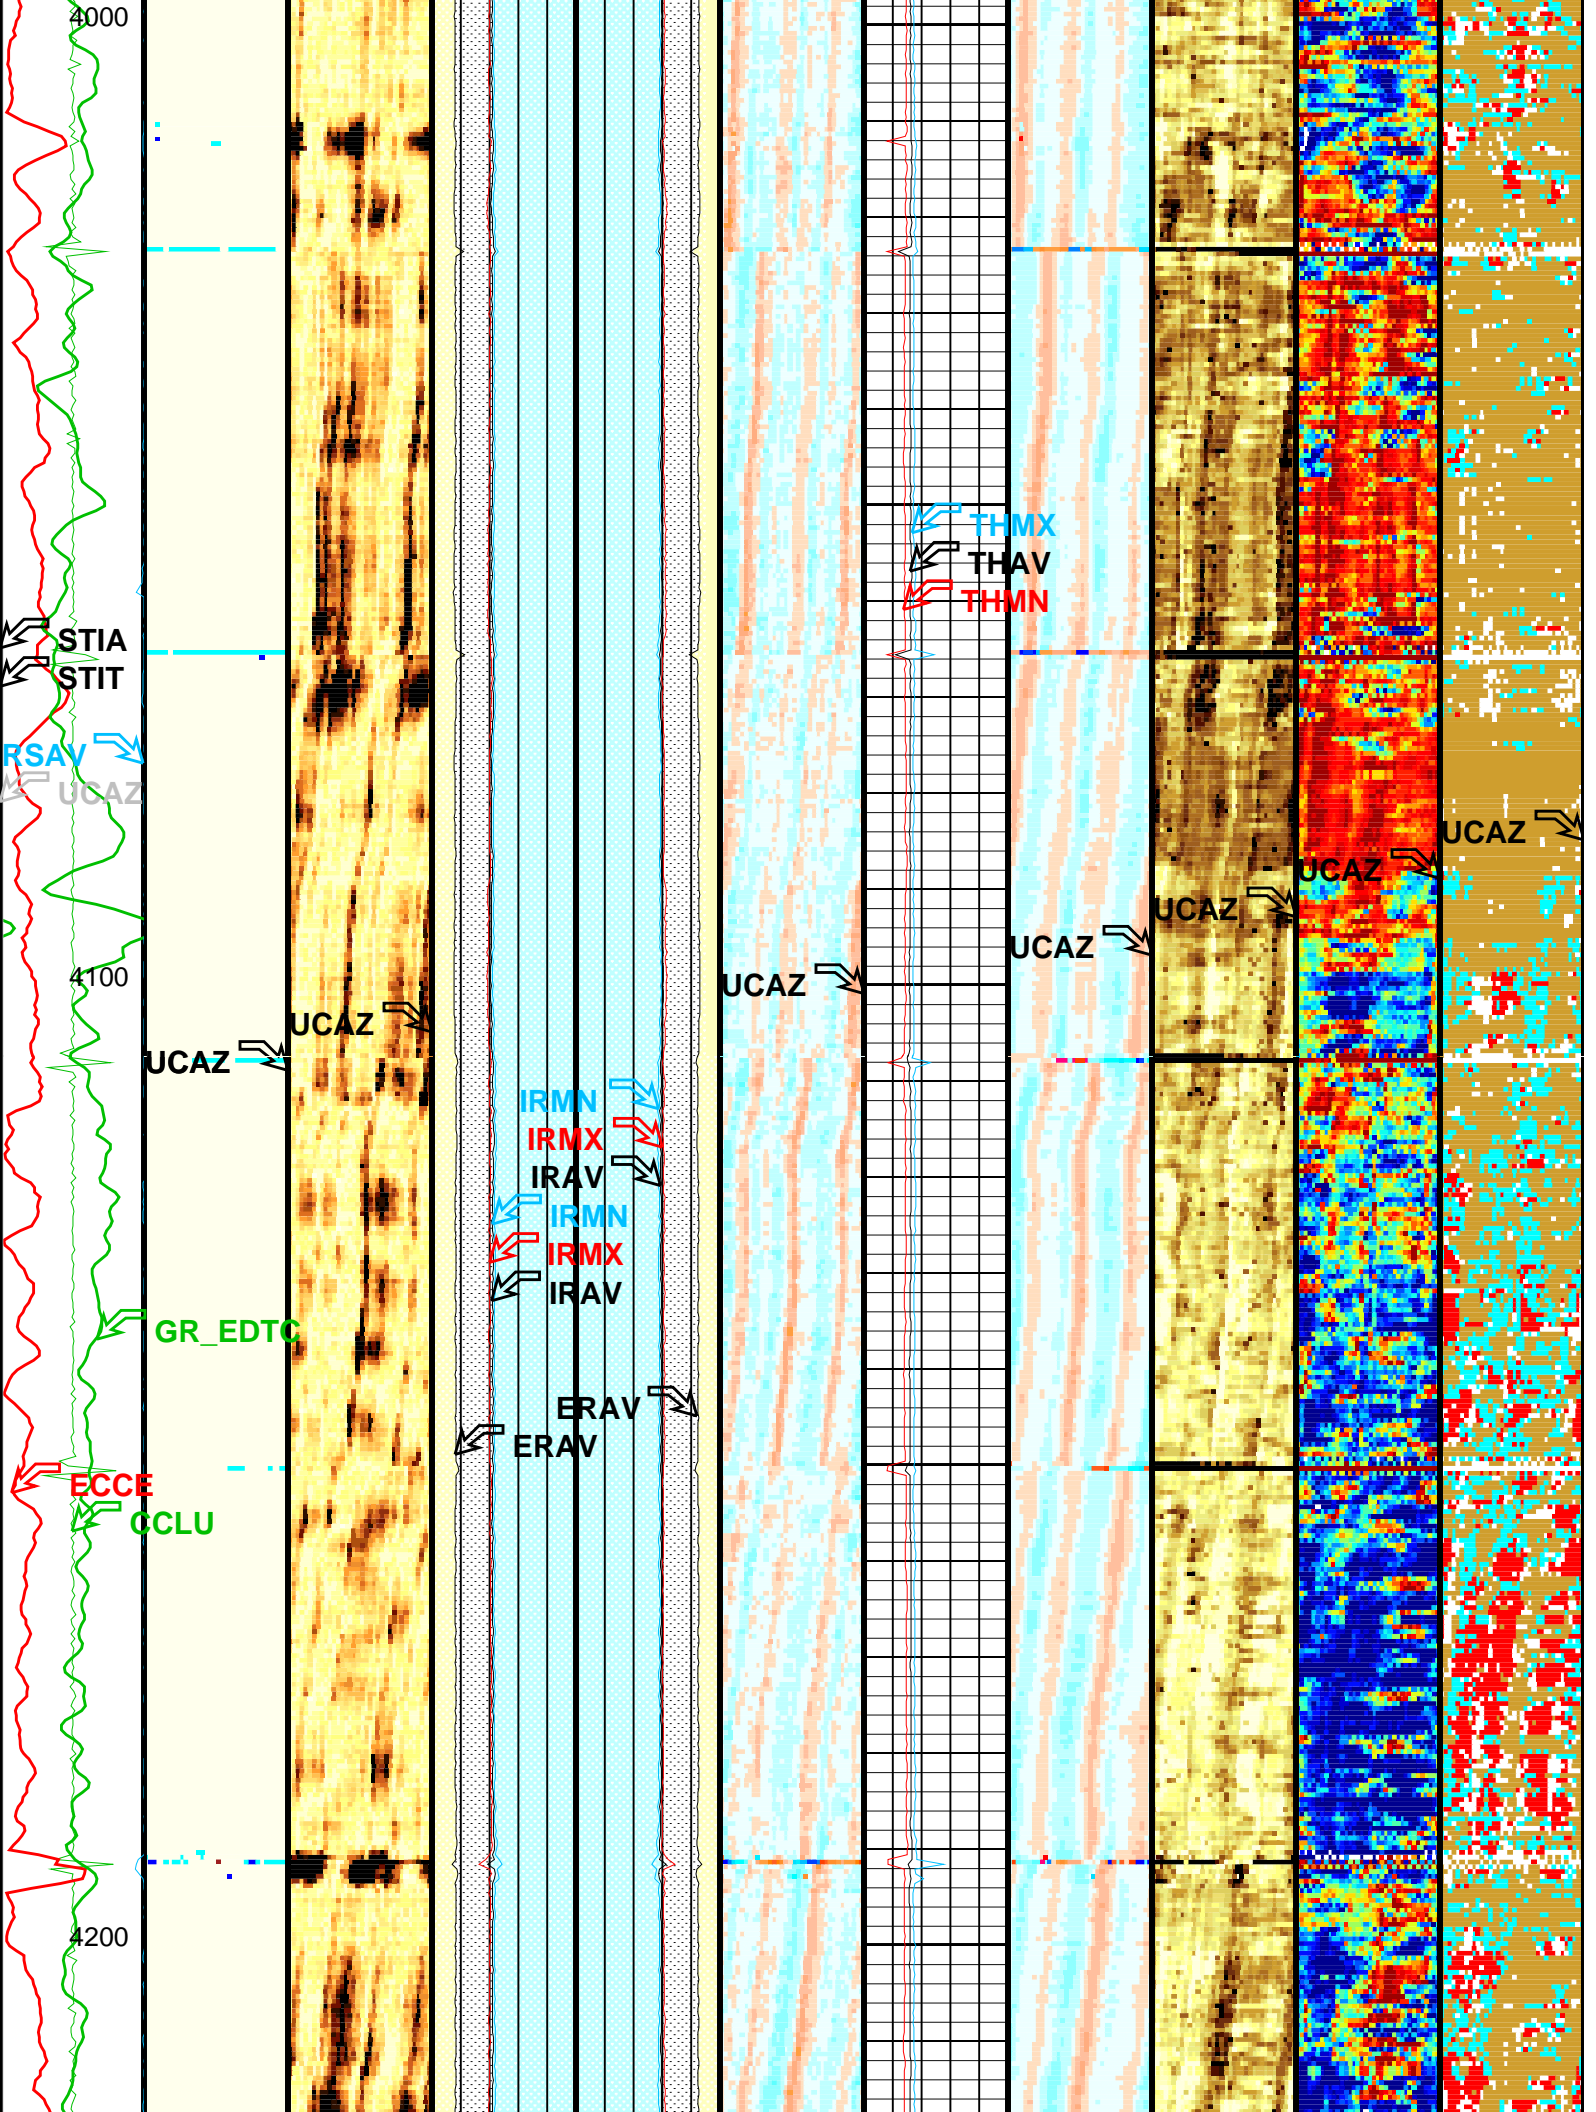 4000
THMX
THAV
THMN
STIA
STIT
RSAV
UCAZ
UCAZ
UCAZ
UCAZ
UCAZ
4100
UCAZ
UCAZ
UCAZ
IRMN
IRMX
IRAV
IRMN
IRMX
IRAV
GR_EDTC
ERAV
ERAV
ECCE
CCLU
4200